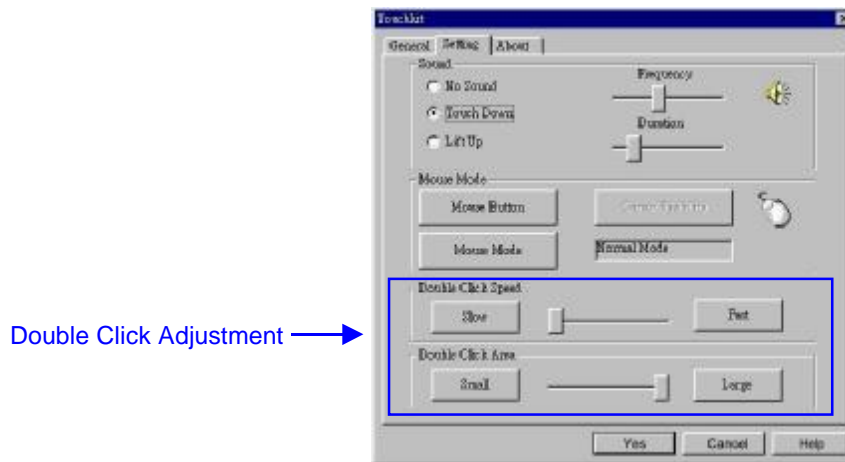 Touchkit
General Setting About
Sound
No Sound
Touch Down
Lift Up
Frequency
Duration
Mouse Mode
Mouse Button
Mouse Mode
Normal Mode
Double Click Adjustment
Double Click Speed
Slow
Fast
Double Click Area
Small
Large
Yes Cancel Help